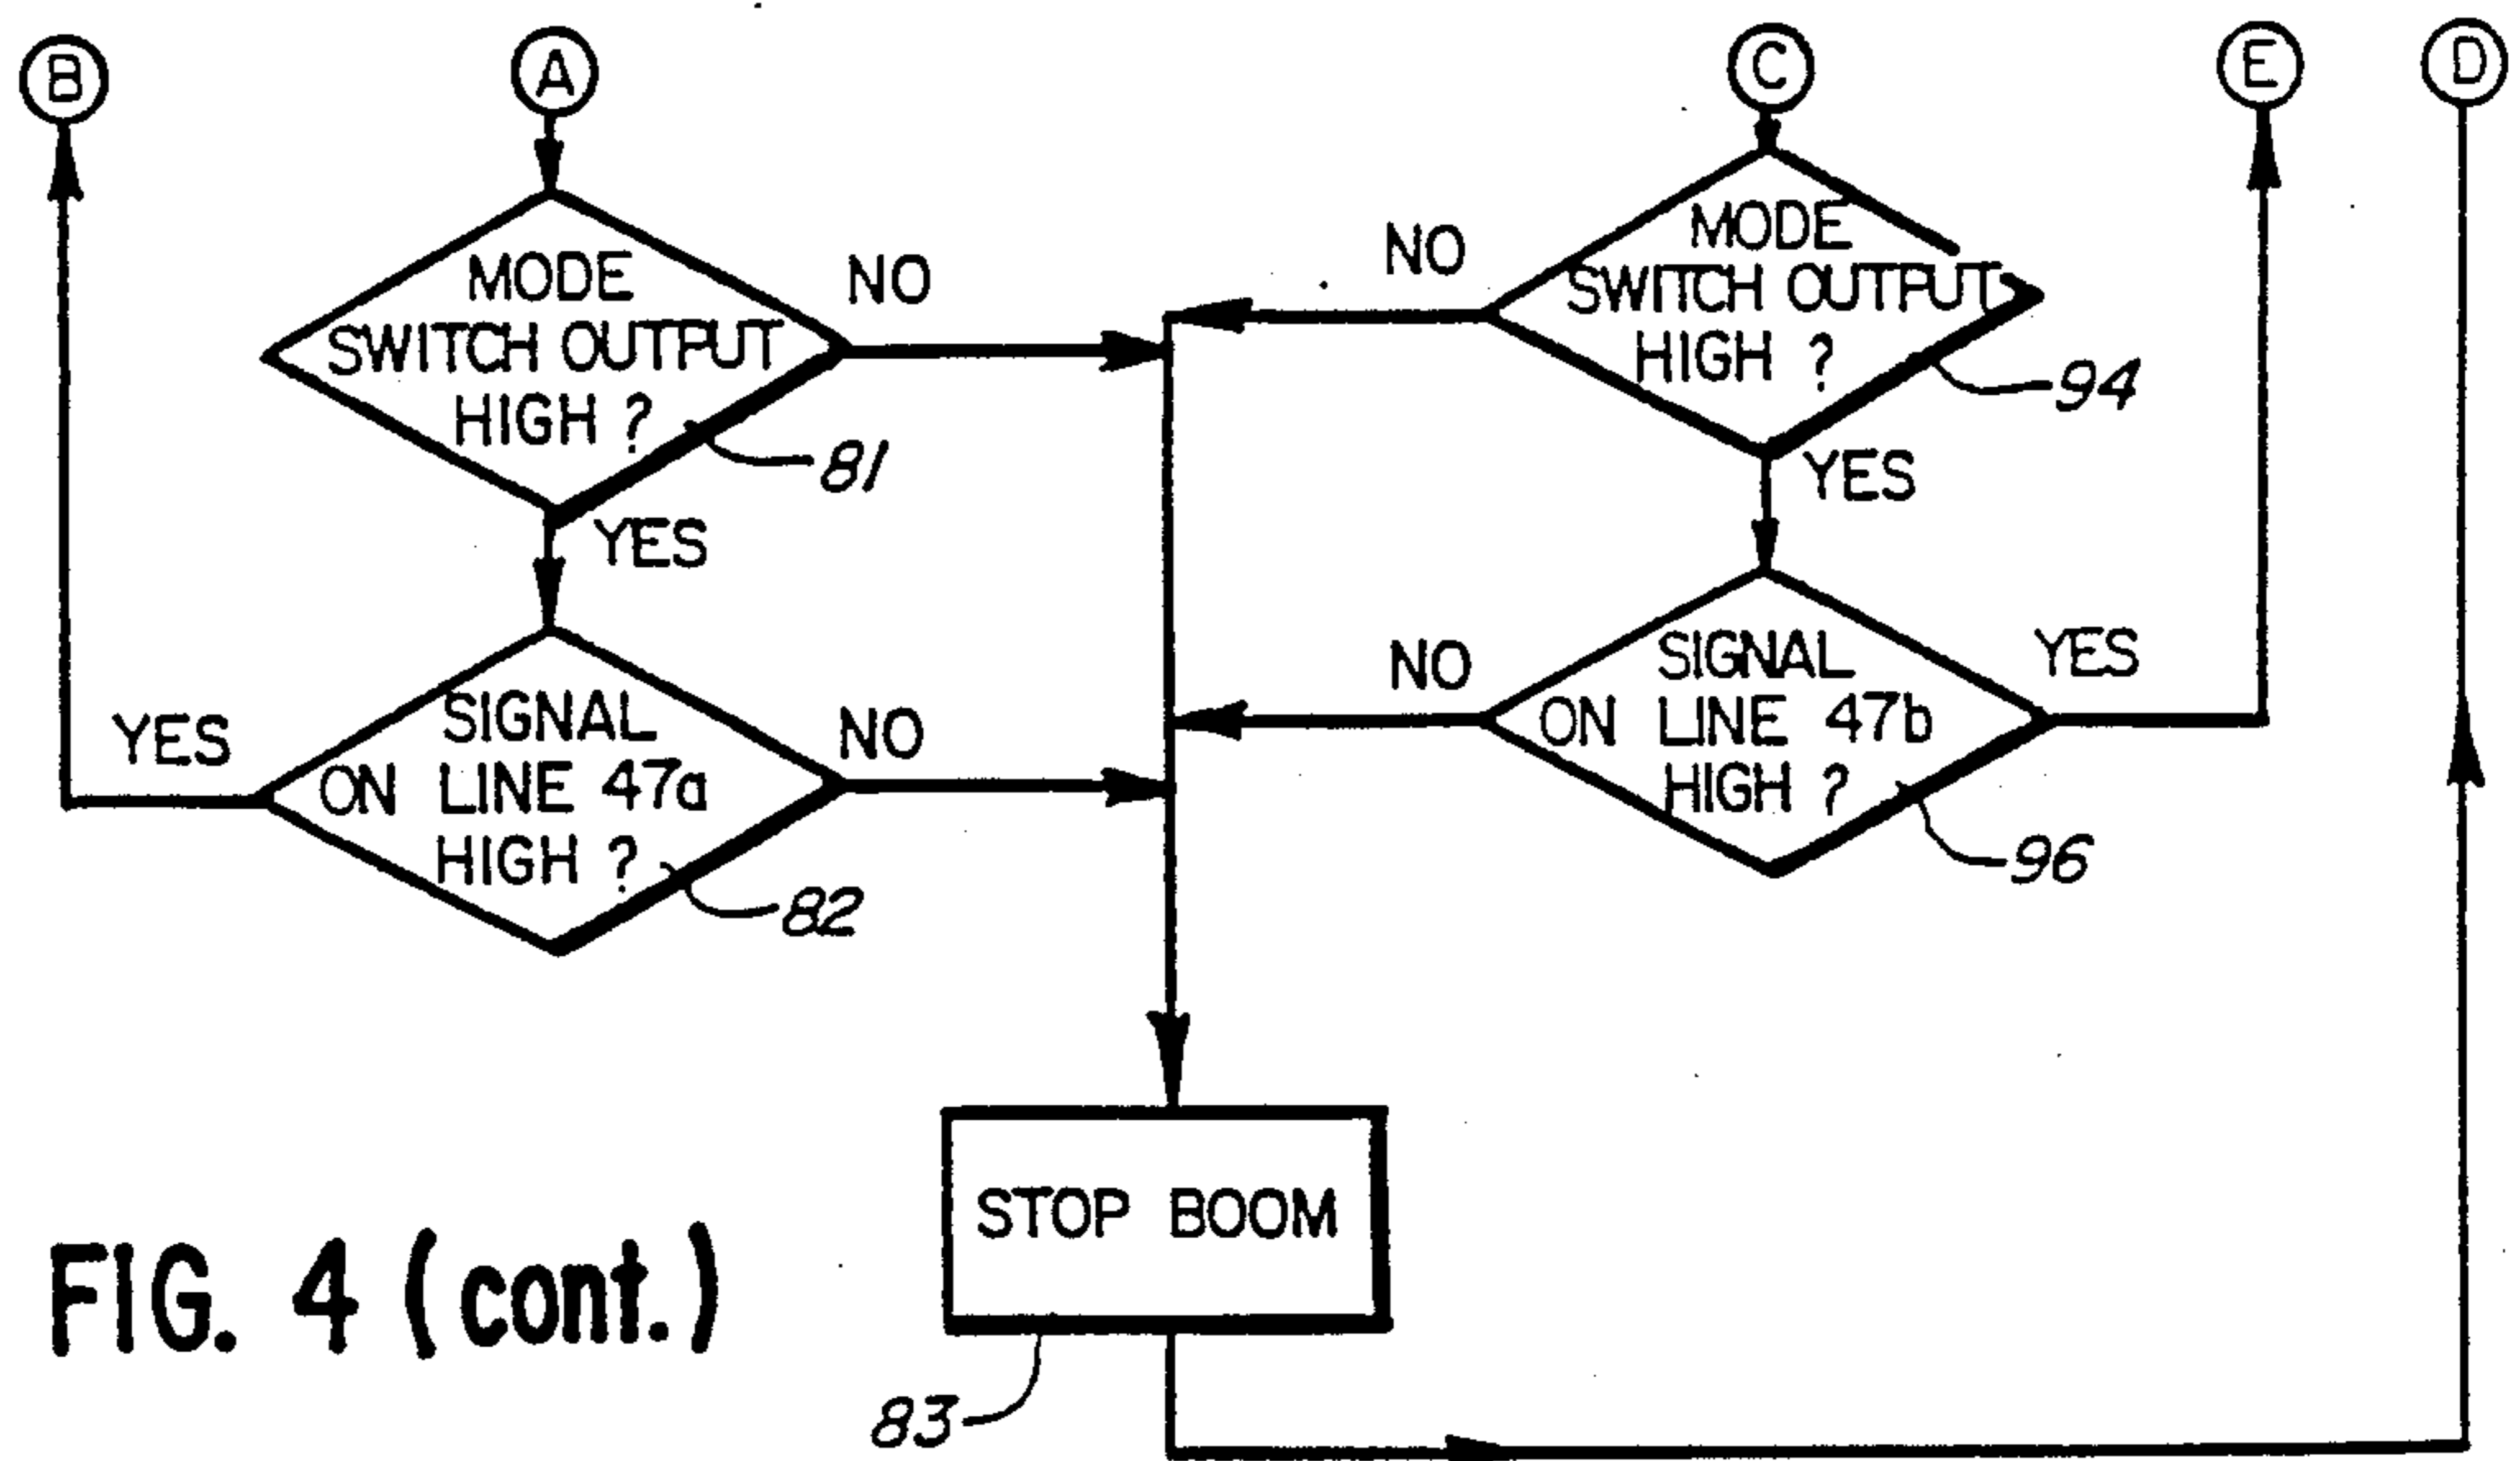 B
A
C
E
D
MODE
SWITCH OUTPUT
HIGH ?
NO
81
YES
SIGNAL
ON LINE 47a
HIGH ?
YES
NO
82
MODE
SWITCH OUTPUT
HIGH ?
NO
94
YES
SIGNAL
ON LINE 47b
HIGH ?
NO
YES
96
STOP BOOM
83
FIG. 4 (cont.)